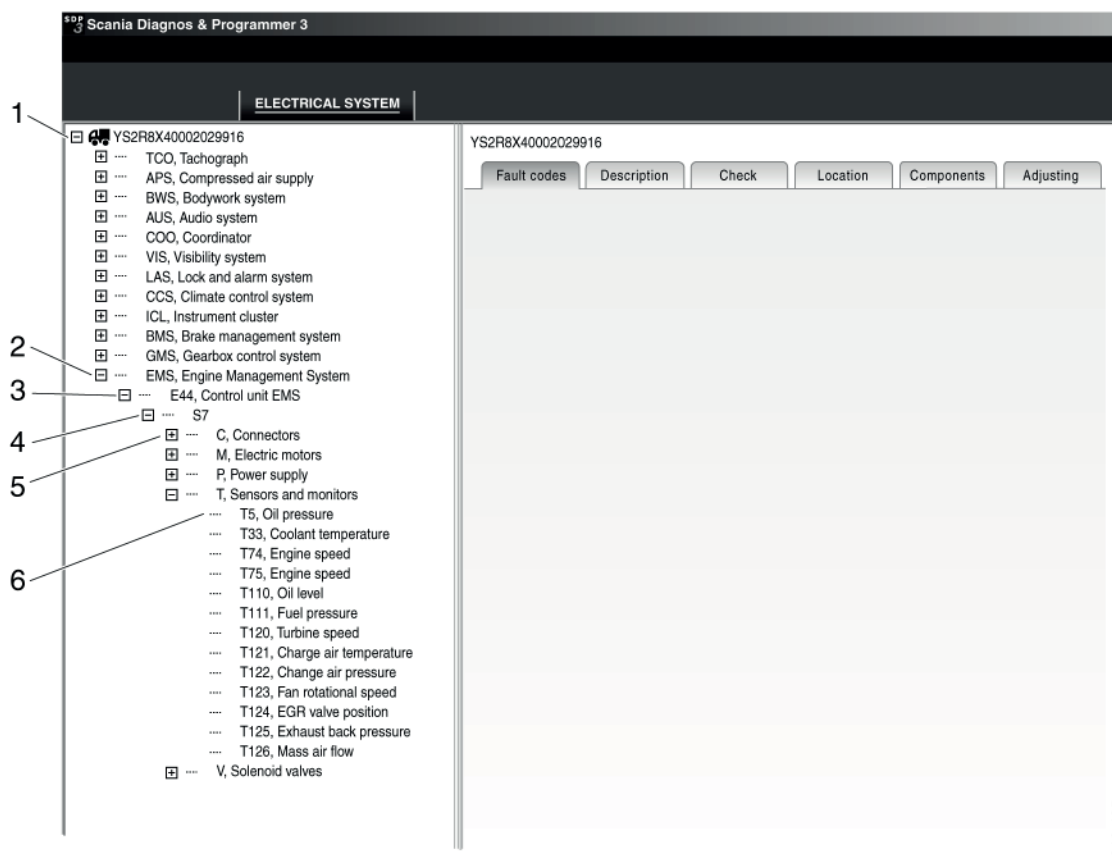 SDP
3 Scania Diagnos & Programmer 3
ELECTRICAL SYSTEM
1
YS2R8X40002029916
TCO, Tachograph
APS, Compressed air supply
BWS, Bodywork system
AUS, Audio system
COO, Coordinator
VIS, Visibility system
LAS, Lock and alarm system
CCS, Climate control system
ICL, Instrument cluster
BMS, Brake management system
GMS, Gearbox control system
2
EMS, Engine Management System
3
E44, Control unit EMS
4
S7
5
C, Connectors
M, Electric motors
P, Power supply
T, Sensors and monitors
6
T5, Oil pressure
T33, Coolant temperature
T74, Engine speed
T75, Engine speed
T110, Oil level
T111, Fuel pressure
T120, Turbine speed
T121, Charge air temperature
T122, Change air pressure
T123, Fan rotational speed
T124, EGR valve position
T125, Exhaust back pressure
T126, Mass air flow
V, Solenoid valves
YS2R8X40002029916
Fault codes Description Check Location Components Adjusting